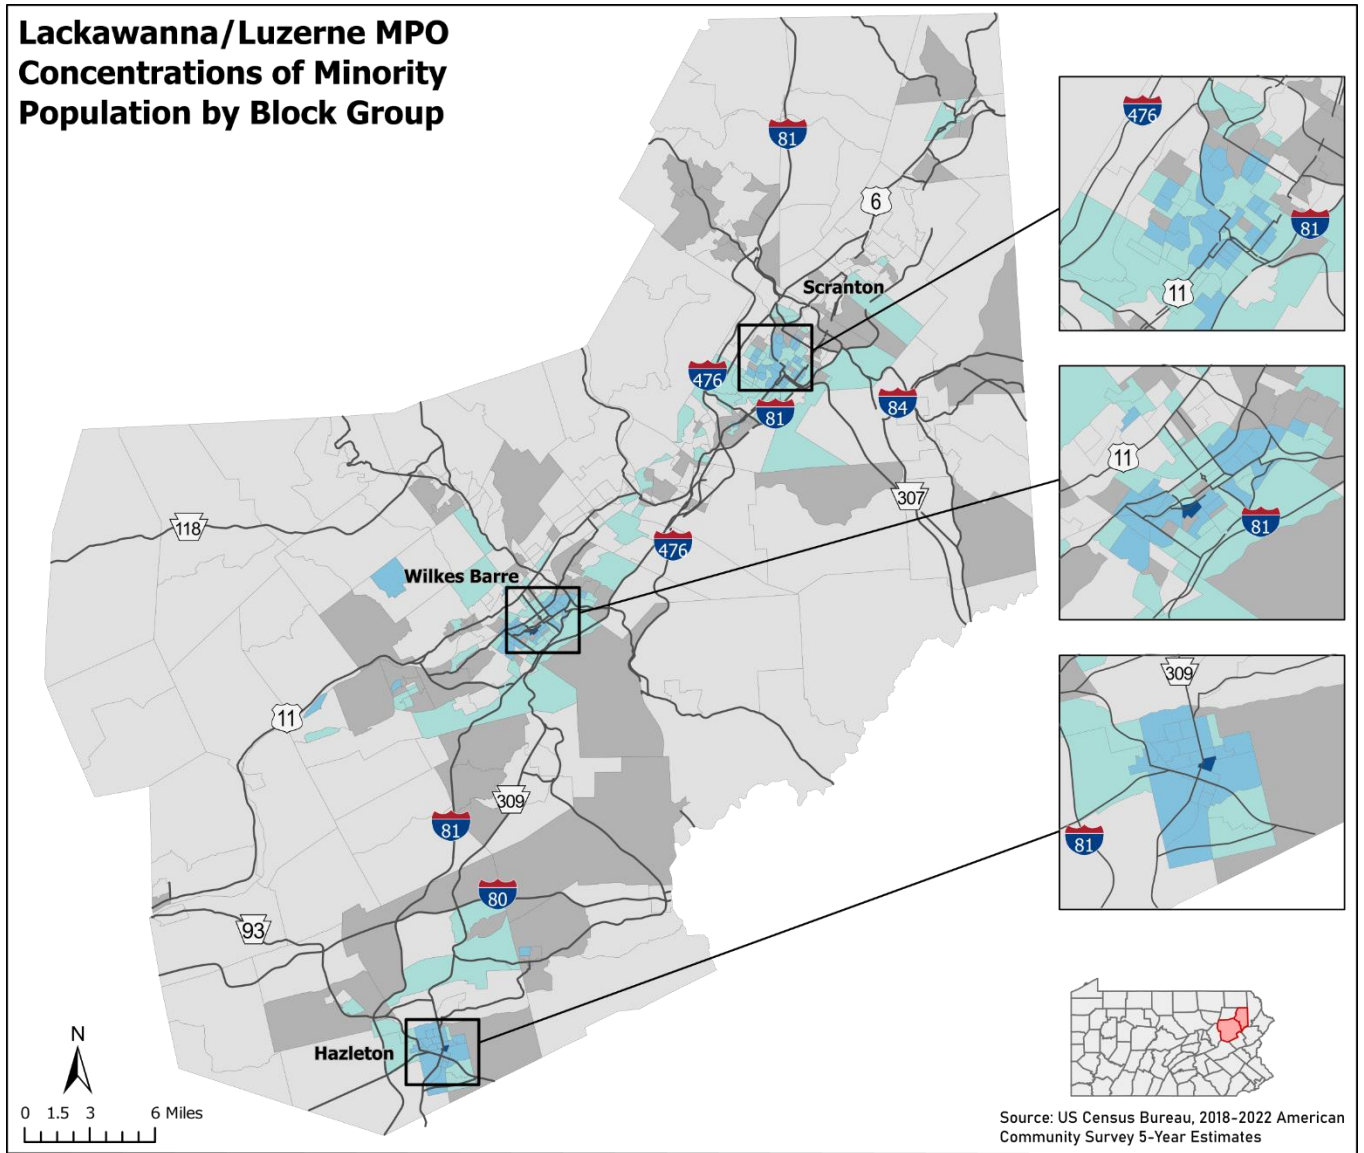 Lackawanna/Luzerne MPO
Concentrations of Minority
Population by Block Group
81
6
Scranton
476
81
84
307
118
476
Wilkes Barre
11
309
81
80
93
Hazleton
476
81
11
11
81
309
81
N
0 1.5 3 6 Miles
Source: US Census Bureau, 2018-2022 American
Community Survey 5-Year Estimates